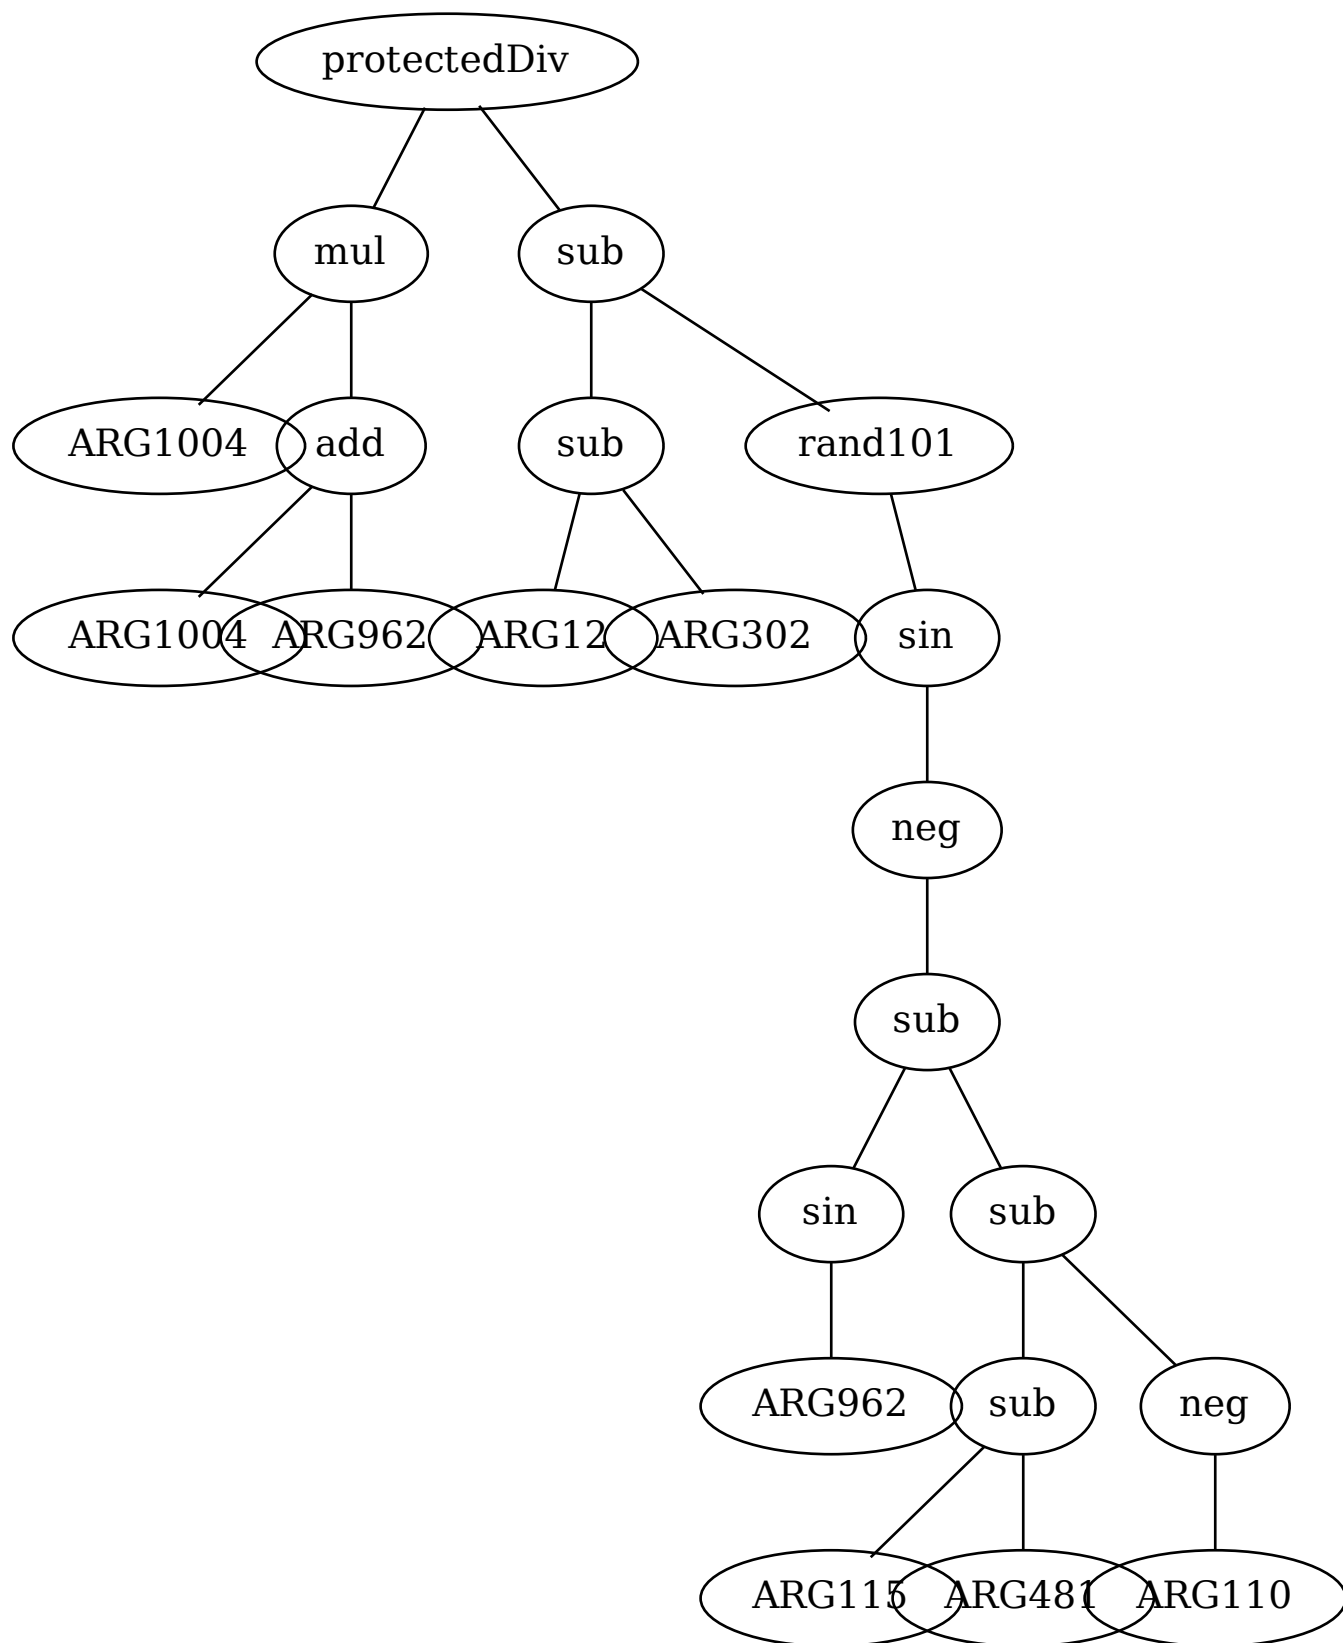 protectedDiv
mul sub
ARG1004 add sub rand101
ARG1004 ARG962 ARG12 ARG302 sin
neg
sub
sin sub
ARG962 sub neg
ARG115 ARG481 ARG110